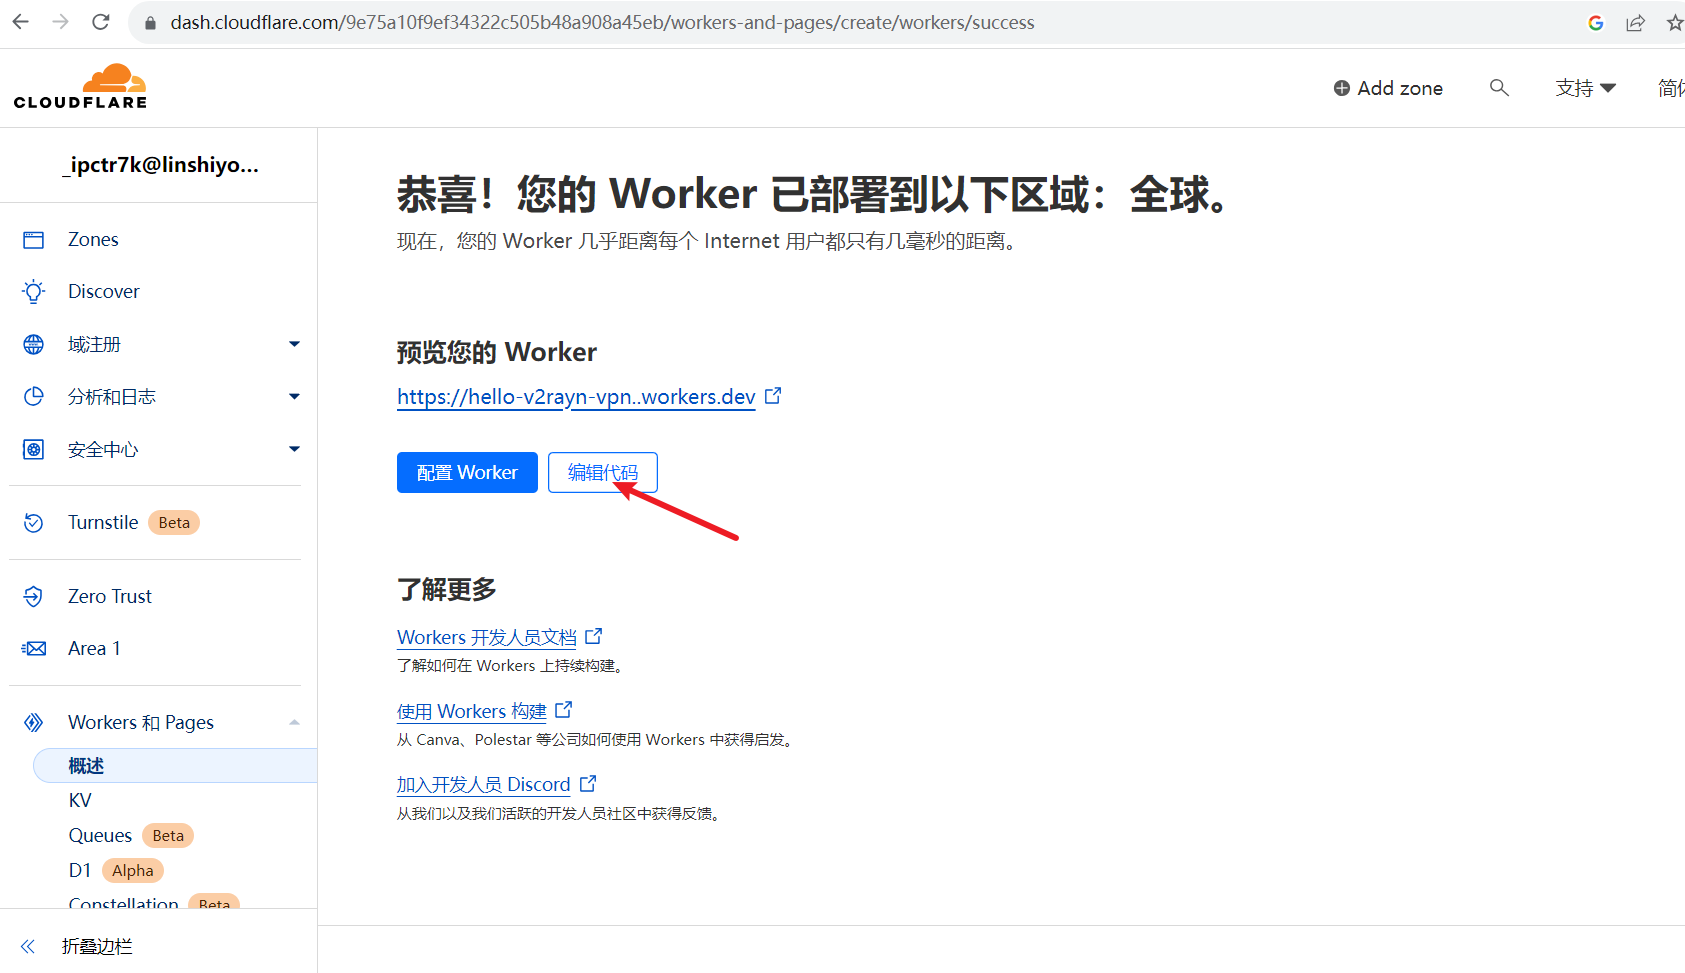 dash.cloudflare.com/9e75a10f9ef34322c505b48a908a45eb/workers-and-pages/create/workers/success
CLOUDFLARE
Add zone
支持
简体
_ipctr7k@linshiyo...
Zones
Discover
域注册
分析和日志
安全中心
Turnstile Beta
Zero Trust
Area 1
Workers 和 Pages
概述
KV
Queues Beta
D1 Alpha
Constellation Beta
折叠边栏
恭喜！您的 Worker 已部署到以下区域：全球。
现在，您的 Worker 几乎距离每个 Internet 用户都只有几毫秒的距离。
预览您的 Worker
https://hello-v2rayn-vpn..workers.dev
配置 Worker
编辑代码
了解更多
Workers 开发人员文档
了解如何在 Workers 上持续构建。
使用 Workers 构建
从 Canva、Polestar 等公司如何使用 Workers 中获得启发。
加入开发人员 Discord
从我们以及我们活跃的开发人员社区中获得反馈。